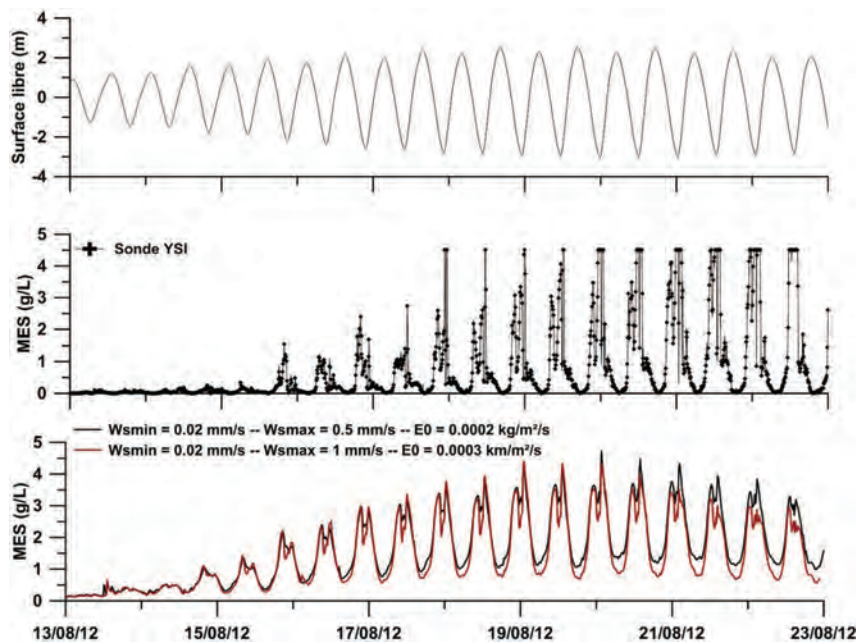 4
2
0
-2
-4
Surface libre (m)
5
4
3
2
1
0
MES (g/L)
Sonde YSI
Wsmin = 0.02 mm/s -- Wsmax = 0.5 mm/s -- E0 = 0.0002 kg/m²/s
Wsmin = 0.02 mm/s -- Wsmax = 1 mm/s -- E0 = 0.0003 km/m²/s
5
4
3
2
1
0
MES (g/L)
13/08/12 15/08/12 17/08/12 19/08/12 21/08/12 23/08/12